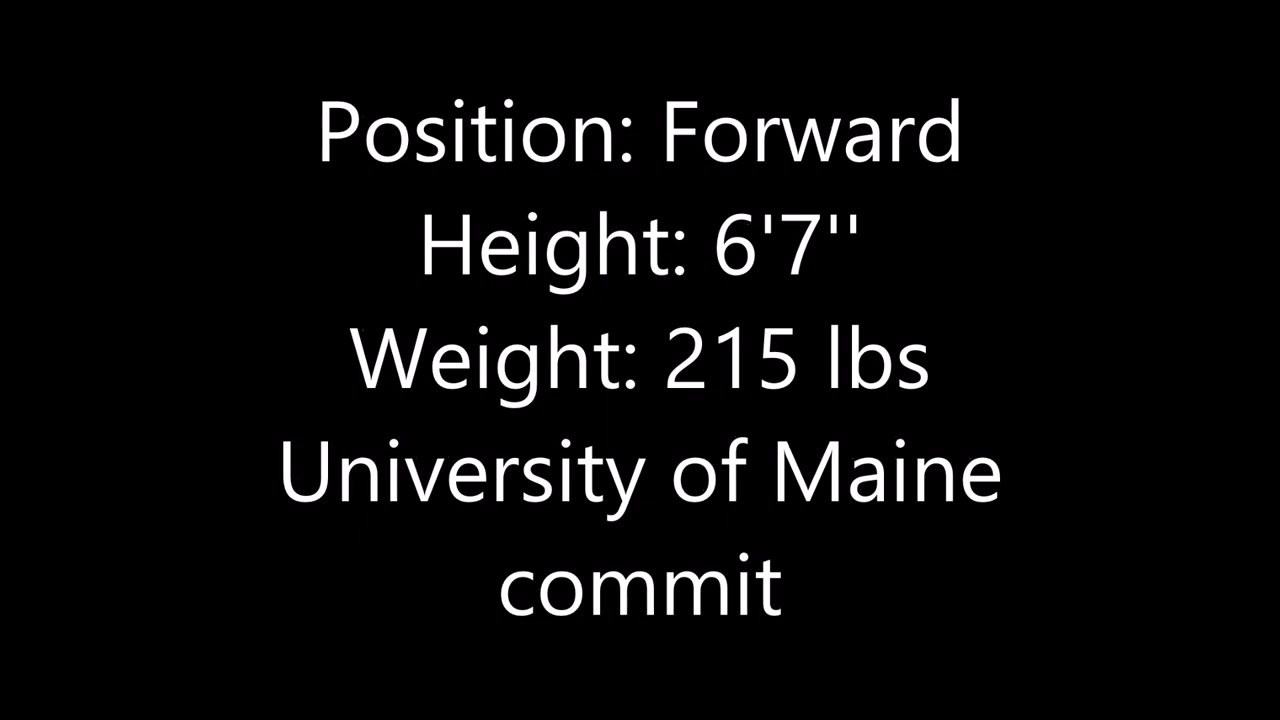 Position: Forward
Height: 6'7''
Weight: 215 lbs
University of Maine
commit